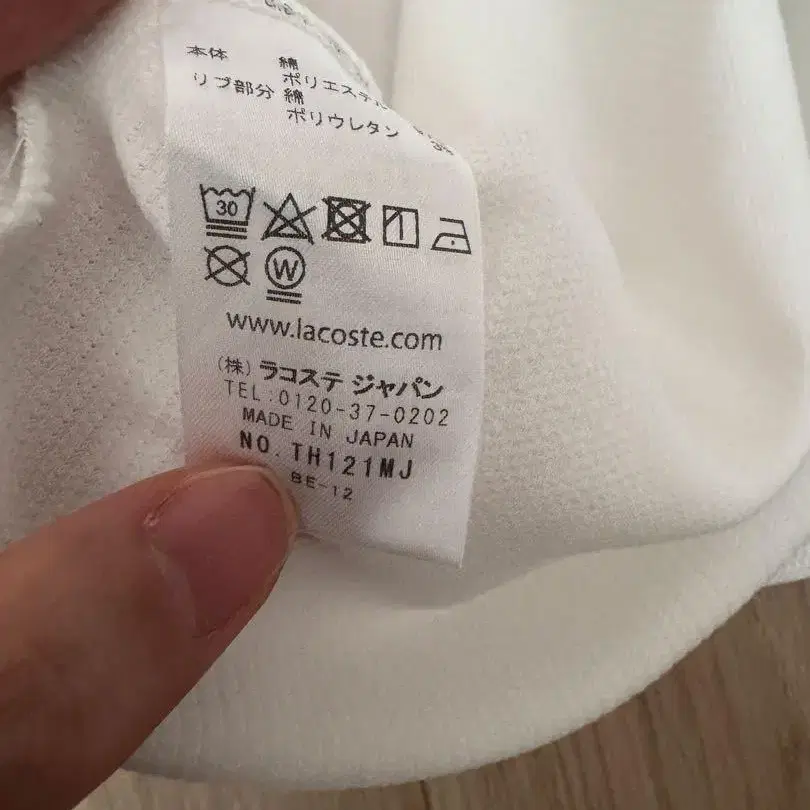 本体 綿
ポリエステル
リブ部分 綿
ポリウレタン
30
W
www.lacoste.com
(株) ラコステ ジャパン
TEL:0120-37-0202
MADE IN JAPAN
NO.TH121MJ
BE-12